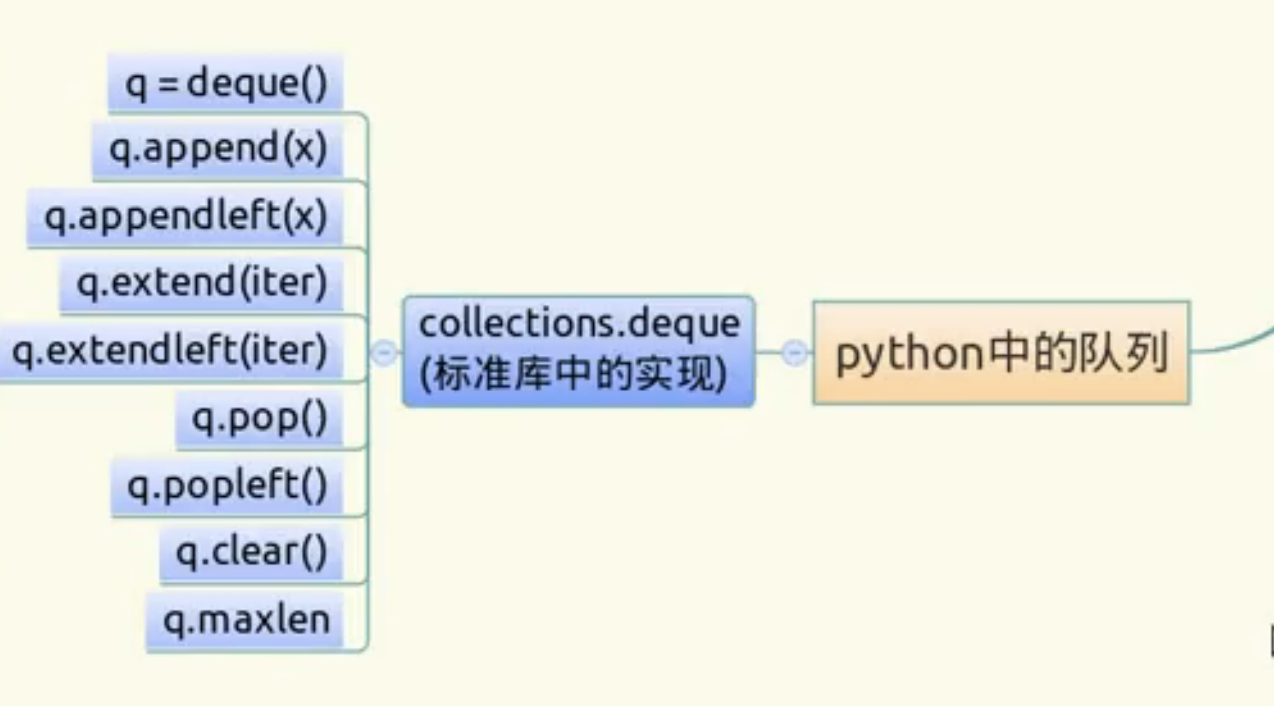 q = deque()
q.append(x)
q.appendleft(x)
q.extend(iter)
q.extendleft(iter)
q.pop()
q.popleft()
q.clear()
q.maxlen
collections.deque
(标准库中的实现)
python中的队列